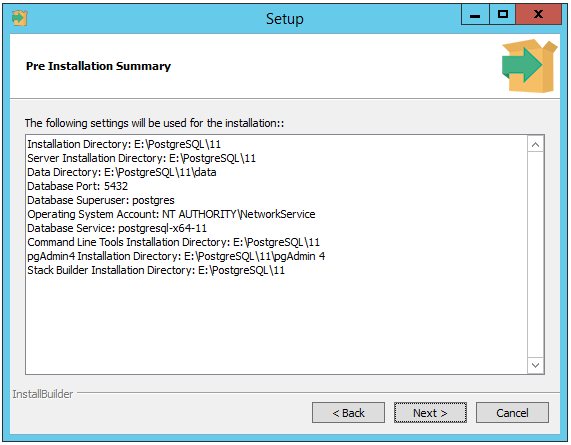 Setup
Pre Installation Summary
The following settings will be used for the installation::
Installation Directory: E:\PostgreSQL\11
Server Installation Directory: E:\PostgreSQL\11
Data Directory: E:\PostgreSQL\11\data
Database Port: 5432
Database Superuser: postgres
Operating System Account: NT AUTHORITY\NetworkService
Database Service: postgresql-x64-11
Command Line Tools Installation Directory: E:\PostgreSQL\11
pgAdmin4 Installation Directory: E:\PostgreSQL\11\pgAdmin 4
Stack Builder Installation Directory: E:\PostgreSQL\11
InstallBuilder
< Back Next > Cancel